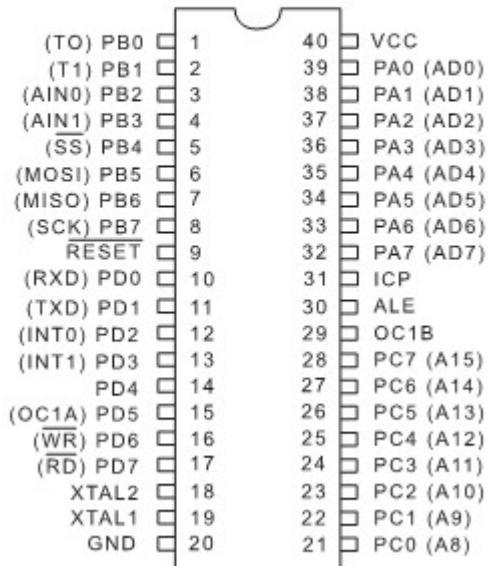 (TO) PB0 1 40 VCC
(T1) PB1 2 39 PA0 (AD0)
(AIN0) PB2 3 38 PA1 (AD1)
(AIN1) PB3 4 37 PA2 (AD2)
(S̅S̅) PB4 5 36 PA3 (AD3)
(MOSI) PB5 6 35 PA4 (AD4)
(MISO) PB6 7 34 PA5 (AD5)
(SCK) PB7 8 33 PA6 (AD6)
R̅E̅S̅E̅T̅ 9 32 PA7 (AD7)
(RXD) PD0 10 31 ICP
(TXD) PD1 11 30 ALE
(INT0) PD2 12 29 OC1B
(INT1) PD3 13 28 PC7 (A15)
PD4 14 27 PC6 (A14)
(OC1A) PD5 15 26 PC5 (A13)
(W̅R̅) PD6 16 25 PC4 (A12)
(R̅D̅) PD7 17 24 PC3 (A11)
XTAL2 18 23 PC2 (A10)
XTAL1 19 22 PC1 (A9)
GND 20 21 PC0 (A8)